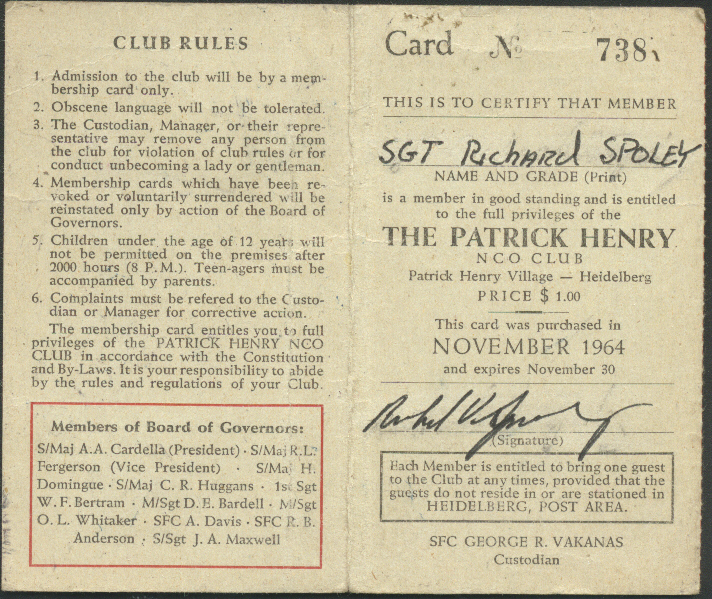 CLUB RULES
1. Admission to the club will be by a mem-
bership card only.
2. Obscene language will not be tolerated.
3. The Custodian, Manager, or their repre-
sentative may remove any person from
the club for violation of club rules or for
conduct unbecoming a lady or gentleman.
4. Membership cards which have been re-
voked or voluntarily surrendered will be
reinstated only by action of the Board of
Governors.
5. Children under the age of 12 years will
not be permitted on the premises after
2000 hours (8 P.M.). Teen-agers must be
accompanied by parents.
6. Complaints must be refered to the Custo-
dian or Manager for corrective action.
The membership card entitles you to full
privileges of the PATRICK HENRY NCO
CLUB in accordance with the Constitution
and By-Laws. It is your responsibility to abide
by the rules and regulations of your Club.
Members of Board of Governors:
S/Maj A.A. Cardella (President) · S/Maj R.L.
Fergerson (Vice President) · S/Maj H.
Domingue · S/Maj C. R. Huggans · 1st Sgt
W. F. Bertram · M/Sgt D. E. Bardell · M/Sgt
O. L. Whitaker · SFC A. Davis · SFC R. B.
Anderson · S/Sgt J. A. Maxwell
Card № 738
THIS IS TO CERTIFY THAT MEMBER
SGT Richard SPOLEY
NAME AND GRADE (Print)
is a member in good standing and is entitled
to the full privileges of the
THE PATRICK HENRY
NCO CLUB
Patrick Henry Village — Heidelberg
PRICE $ 1.00
This card was purchased in
NOVEMBER 1964
and expires November 30
(Signature)
Each Member is entitled to bring one guest
to the Club at any times, provided that the
guests do not reside in or are stationed in
HEIDELBERG, POST AREA.
SFC GEORGE R. VAKANAS
Custodian